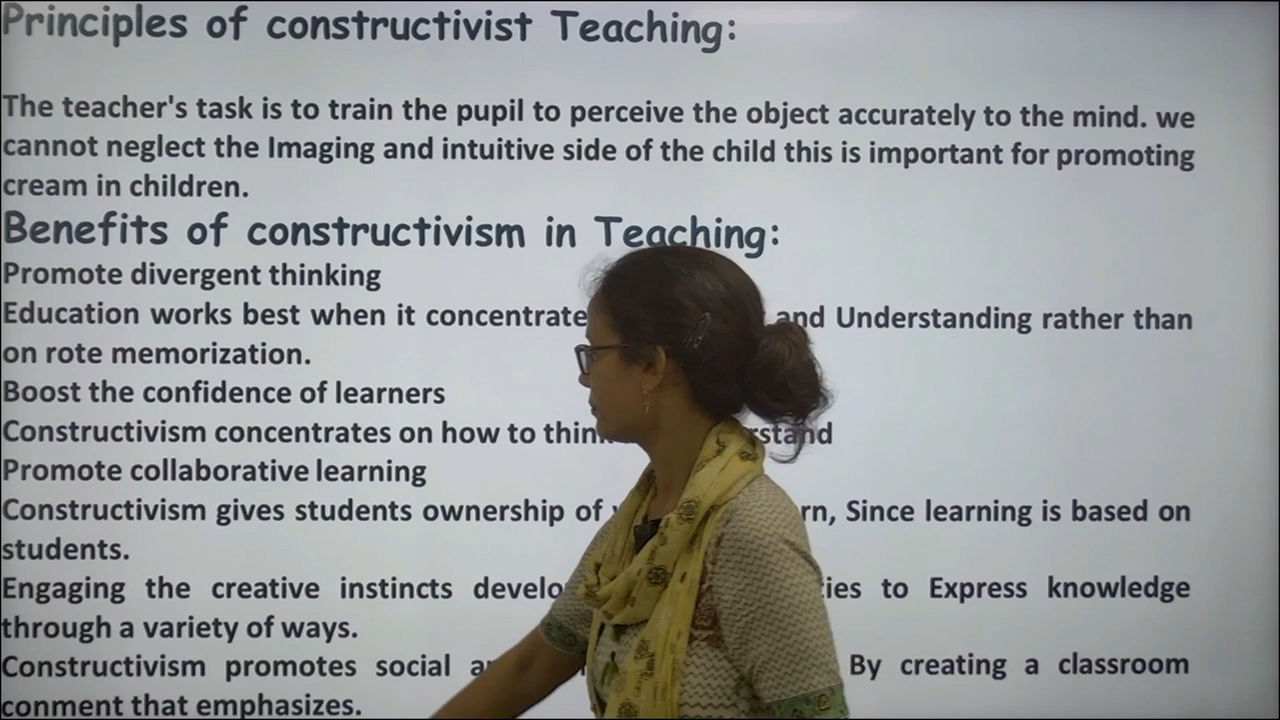 Principles of constructivist Teaching:
The teacher's task is to train the pupil to perceive the object accurately to the mind. we
cannot neglect the Imaging and intuitive side of the child this is important for promoting
cream in children.
Benefits of constructivism in Teaching:
Promote divergent thinking
Education works best when it concentrate and Understanding rather than
on rote memorization.
Boost the confidence of learners
Constructivism concentrates on how to
Promote collaborative learning
Constructivism gives students ownership of Since learning is based on
students.
Engaging the creative instincts to Express knowledge
through a variety of ways.
Constructivism promotes social By creating a classroom
conment that emphasizes.